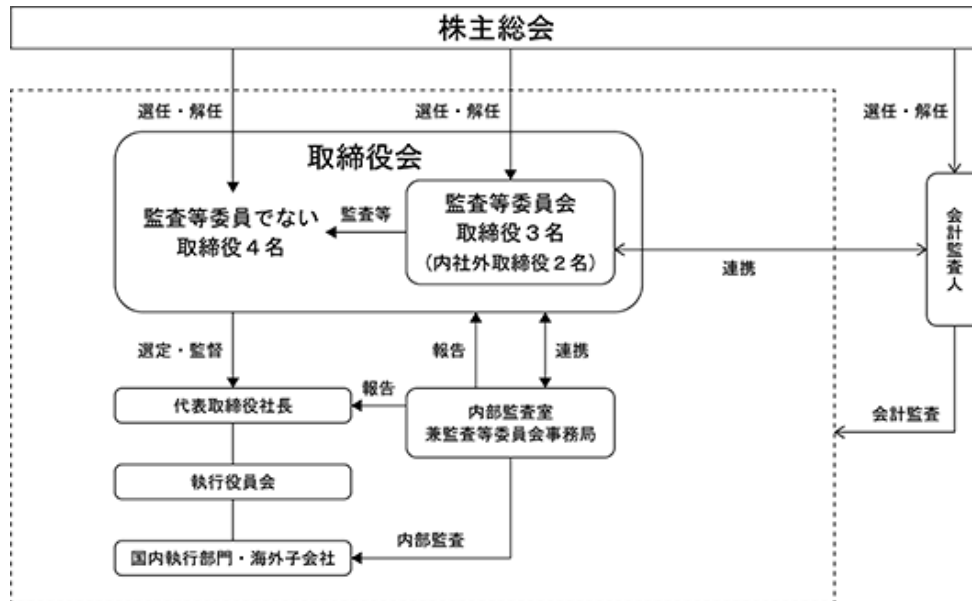 株主総会
選任・解任
選任・解任
選任・解任
取締役会
監査等委員でない
取締役4名
監査等
監査等委員会
取締役3名
（内社外取締役2名）
連携
会計監査人
選定・監督
報告
連携
代表取締役社長
報告
内部監査室
兼監査等委員会事務局
会計監査
執行役員会
国内執行部門・海外子会社
内部監査